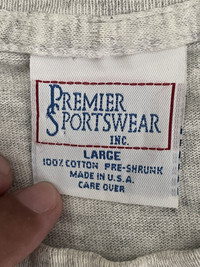 PREMIER
SPORTSWEAR
INC.
LARGE
100% COTTON PRE-SHRUNK
MADE IN U.S.A.
CARE OVER